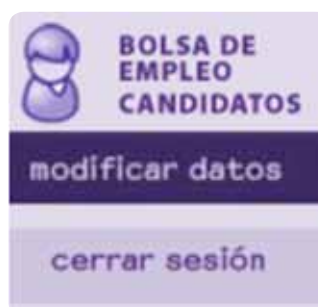 BOLSA DE
EMPLEO
CANDIDATOS
modificar datos
cerrar sesión